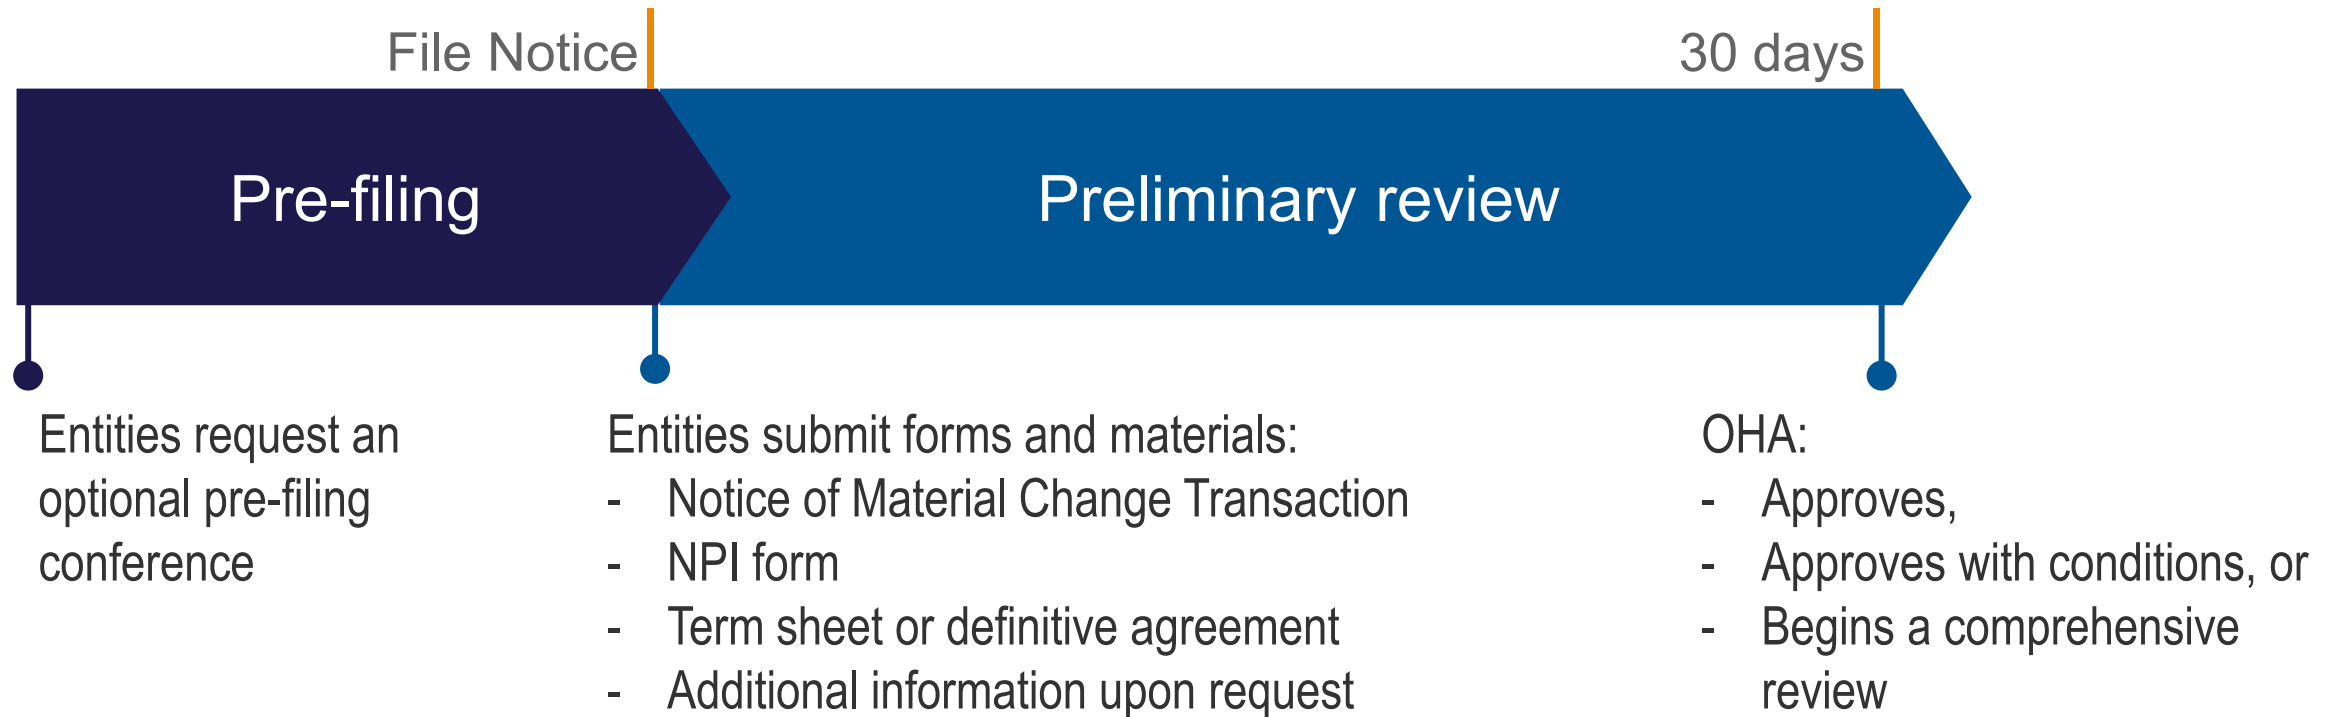 File Notice
30 days
Pre-filing
Preliminary review
Entities request an
optional pre-filing
conference
Entities submit forms and materials:
- Notice of Material Change Transaction
- NPI form
- Term sheet or definitive agreement
- Additional information upon request
OHA:
- Approves,
- Approves with conditions, or
- Begins a comprehensive
review